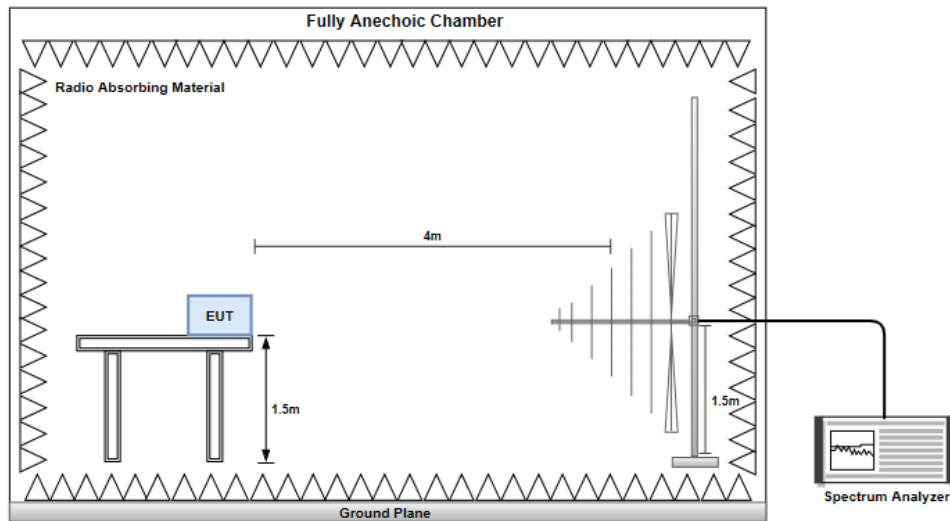 Fully Anechoic Chamber
Radio Absorbing Material
4m
EUT
1.5m
1.5m
Spectrum Analyzer
Ground Plane